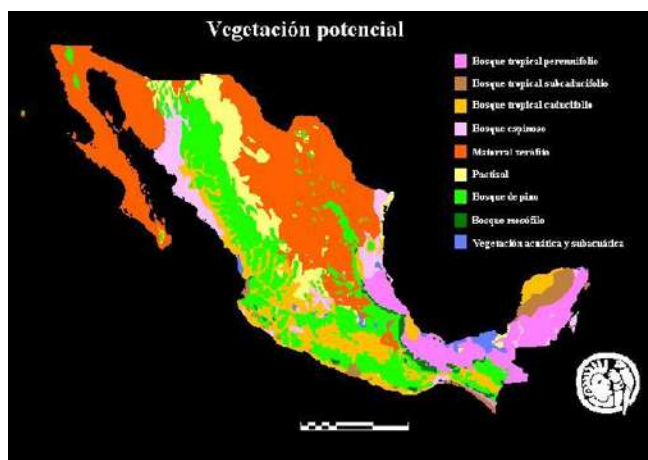 Vegetación potencial
Bosque tropical perennifolio
Bosque tropical subcaducifolio
Bosque tropical caducifolio
Bosque espinoso
Matorral xerófilo
Pastizal
Bosque de pino
Bosque mesófilo
Vegetación acuática y subacuática